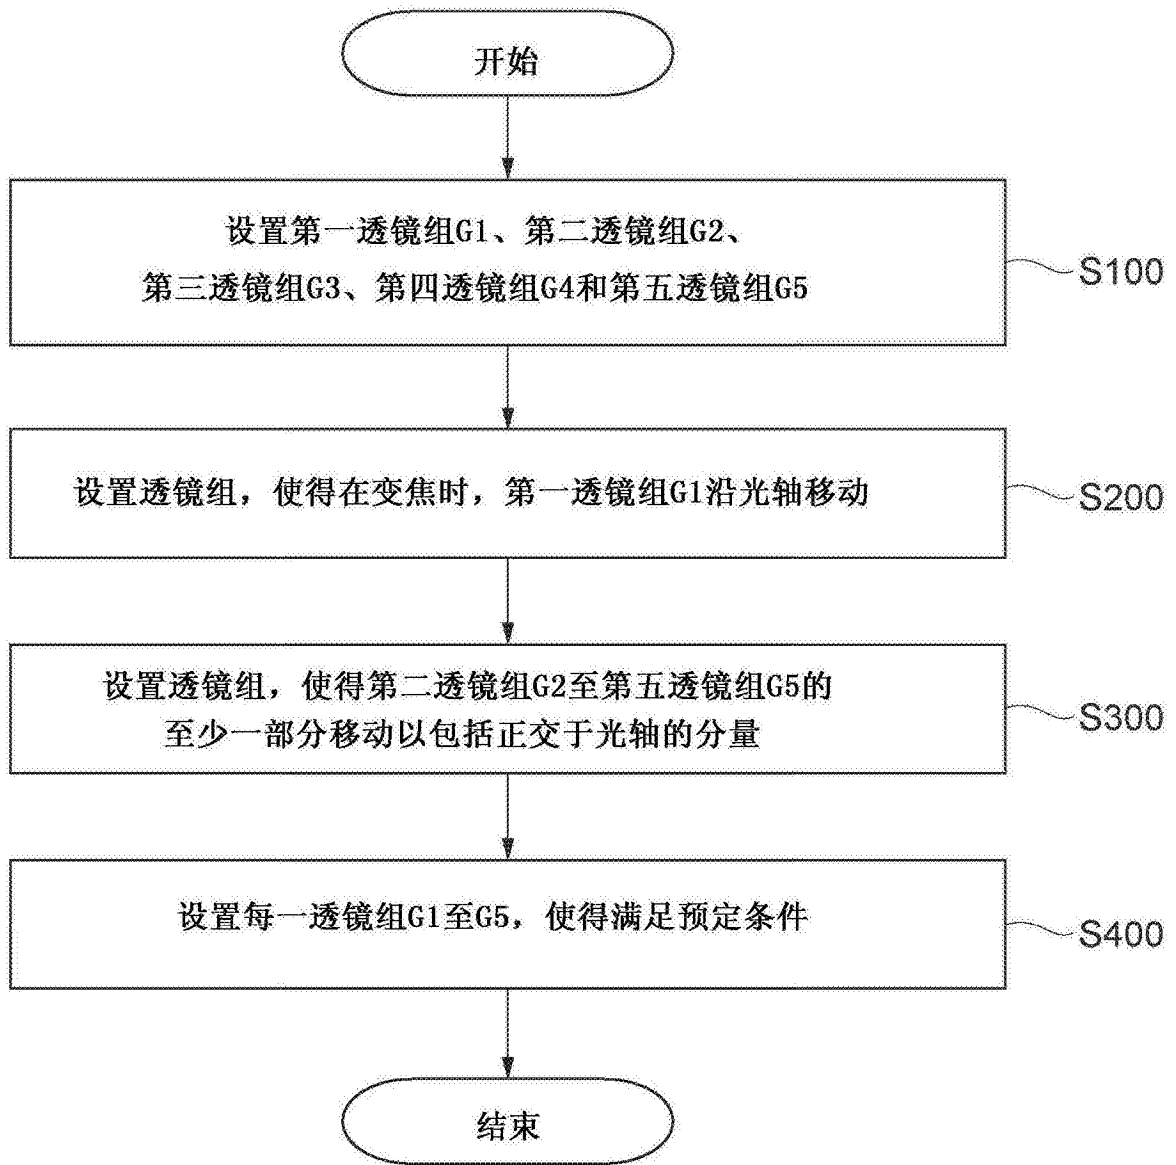 开始
设置第一透镜组G1、第二透镜组G2、
第三透镜组G3、第四透镜组G4和第五透镜组G5
S100
设置透镜组，使得在变焦时，第一透镜组G1沿光轴移动
S200
设置透镜组，使得第二透镜组G2至第五透镜组G5的
至少一部分移动以包括正交于光轴的分量
S300
设置每一透镜组G1至G5，使得满足预定条件
S400
结束